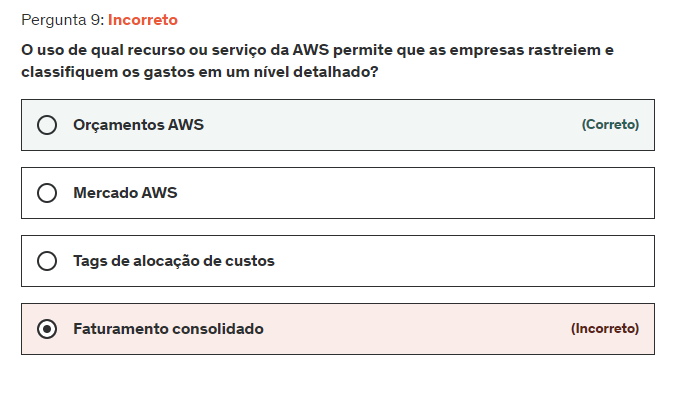 Pergunta 9: Incorreto
O uso de qual recurso ou serviço da AWS permite que as empresas rastreiem e
classifiquem os gastos em um nível detalhado?
Orçamentos AWS (Correto)
Mercado AWS
Tags de alocação de custos
Faturamento consolidado (Incorreto)